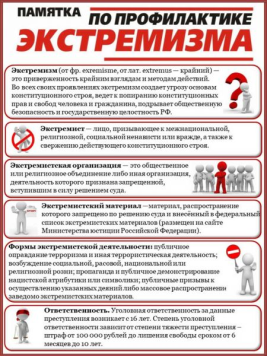 ПАМЯТКА
ПО ПРОФИЛАКТИКЕ
ЭКСТРЕМИЗМА
Экстремизм (от фр. exremisme, от лат. extremus — крайний) —
это приверженность крайним взглядам и методам действий.
Во всех своих проявлениях экстремизм создает угрозу основам
конституционного строя, ведет к попиранию конституционных
прав и свобод человека и гражданина, подрывает общественную
безопасность и государственную целостность РФ.
Экстремист — лицо, призывающее к межнациональной,
религиозной, социальной ненависти или вражде, а также к
свержению действующего конституционного строя.
Экстремистская организация — это общественное
или религиозное объединение либо иная организация,
деятельность которого признана запрещенной,
вступившим в силу решением суда.
Экстремистский материал — материал, распространение
которого запрещено по решению суда и внесённый в федеральный
список экстремистских материалов (размещен на сайте
Министерства юстиции Российской Федерации).
Формы экстремистской деятельности: публичное
оправдание терроризма и иная террористическая деятельность;
возбуждение социальной, расовой, национальной или
религиозной розни; пропаганда и публичное демонстрирование
нацистской атрибутики или символики; публичные призывы к
осуществлению указанных деяний либо массовое распространение
заведомо экстремистских материалов.
Ответственность. Уголовная ответственность за данные
преступления возникает с 16 лет. Степень уголовной
ответственности зависит от степени тяжести преступления –
штраф от 100 000 рублей до лишения свободы сроком от 6
месяцев до 10 лет.